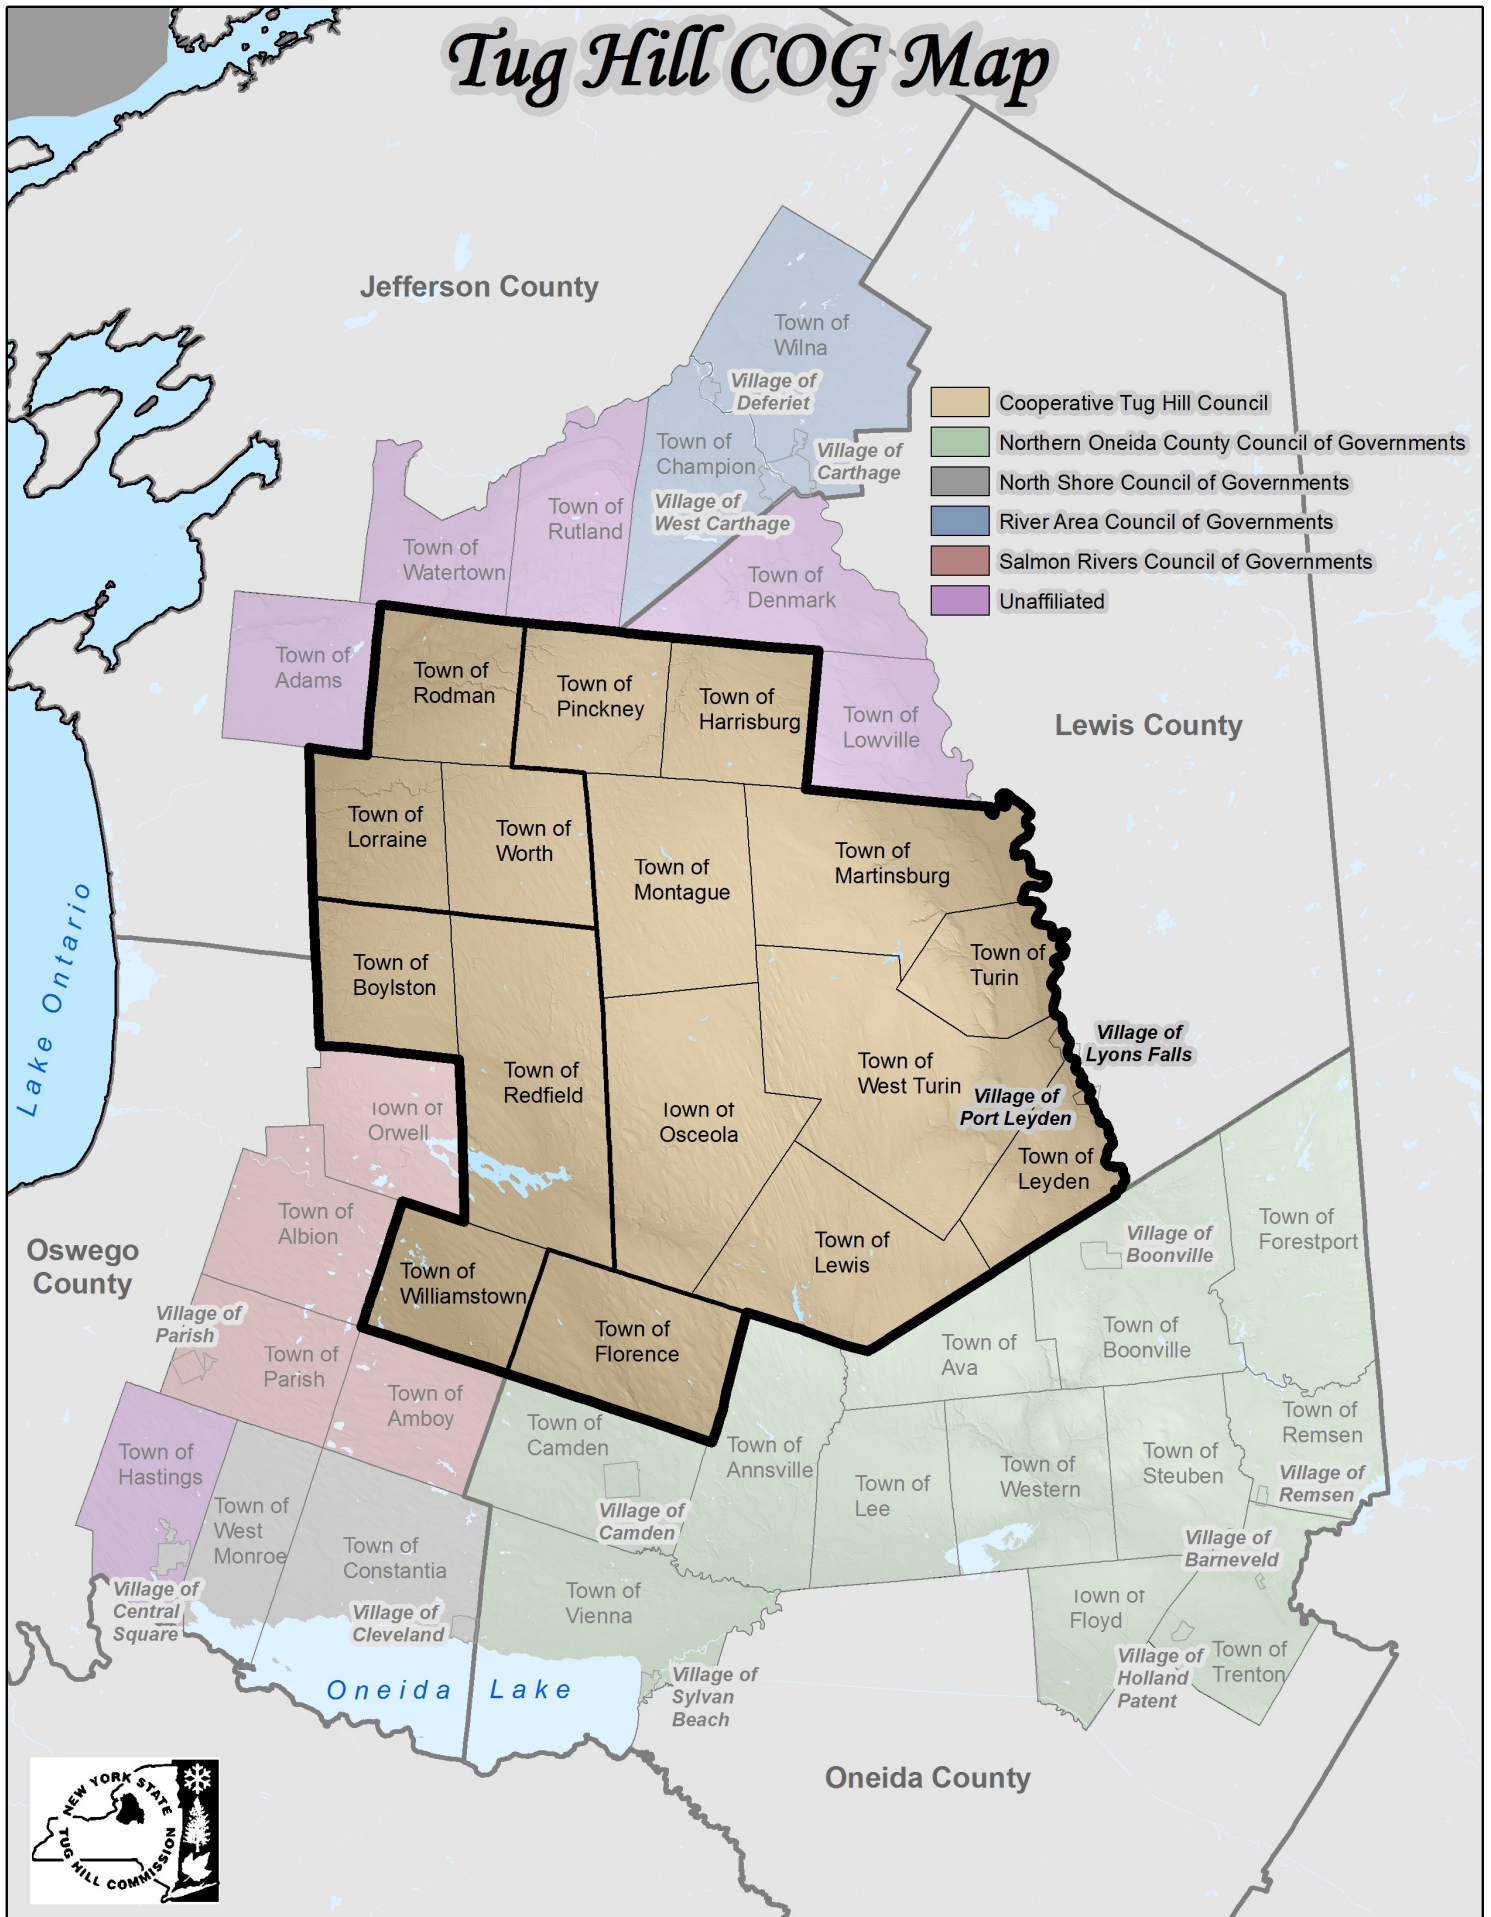 Tug Hill COG Map
Jefferson County
Town of
Wilna
Village of
Deferiet
Town of
Champion
Village of
Carthage
Village of
West Carthage
Cooperative Tug Hill Council
Northern Oneida County Council of Governments
North Shore Council of Governments
River Area Council of Governments
Salmon Rivers Council of Governments
Unaffiliated
Town of
Rutland
Town of
Watertown
Town of
Denmark
Town of
Adams
Town of
Rodman
Town of
Pinckney
Town of
Harrisburg
Town of
Lowville
Lewis County
Town of
Lorraine
Town of
Worth
Town of
Montague
Town of
Martinsburg
Lake Ontario
Town of
Boylston
Town of
Turin
Village of
Lyons Falls
Town of
Redfield
Town of
Osceola
Town of
West Turin
Village of
Port Leyden
Town of
Orwell
Town of
Leyden
Town of
Albion
Oswego
County
Town of
Lewis
Village of
Boonville
Town of
Forestport
Town of
Williamstown
Village of
Parish
Town of
Florence
Town of
Parish
Town of
Ava
Town of
Boonville
Town of
Amboy
Town of
Camden
Town of
Annsville
Town of
Remsen
Town of
Hastings
Town of
Lee
Town of
Western
Town of
Steuben
Village of
Remsen
Town of
West
Monroe
Village of
Camden
Village of
Barneveld
Town of
Constantia
Village of
Central
Square
Village of
Cleveland
Town of
Vienna
Town of
Floyd
Village of
Holland
Patent
Town of
Trenton
Oneida Lake
Village of
Sylvan
Beach
Oneida County
NEW YORK STATE
TUG HILL COMMISSION